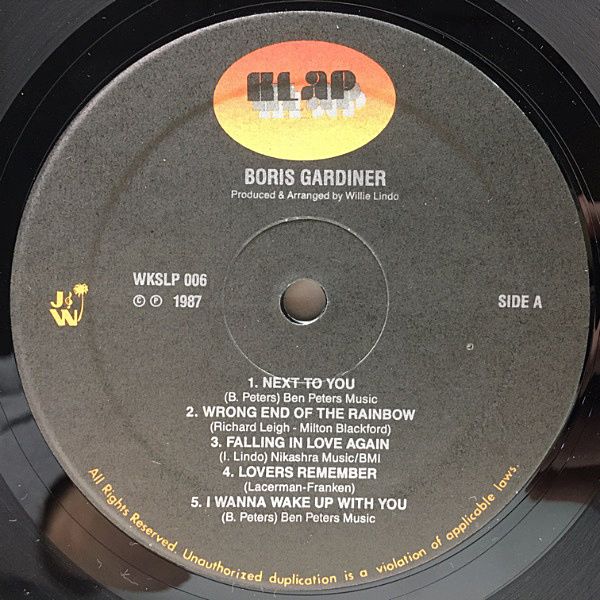 KLAP
BORIS GARDINER
Produced & Arranged by Willie Lindo
WKSLP 006
© ℗ 1987
J&W
SIDE A
1. NEXT TO YOU
(B. Peters) Ben Peters Music
2. WRONG END OF THE RAINBOW
(Richard Leigh - Milton Blackford)
3. FALLING IN LOVE AGAIN
(I. Lindo) Nikashra Music/BMI
4. LOVERS REMEMBER
(Lacerman-Franken)
5. I WANNA WAKE UP WITH YOU
(B. Peters) Ben Peters Music
All Rights Reserved. Unauthorized duplication is a violation of applicable laws.